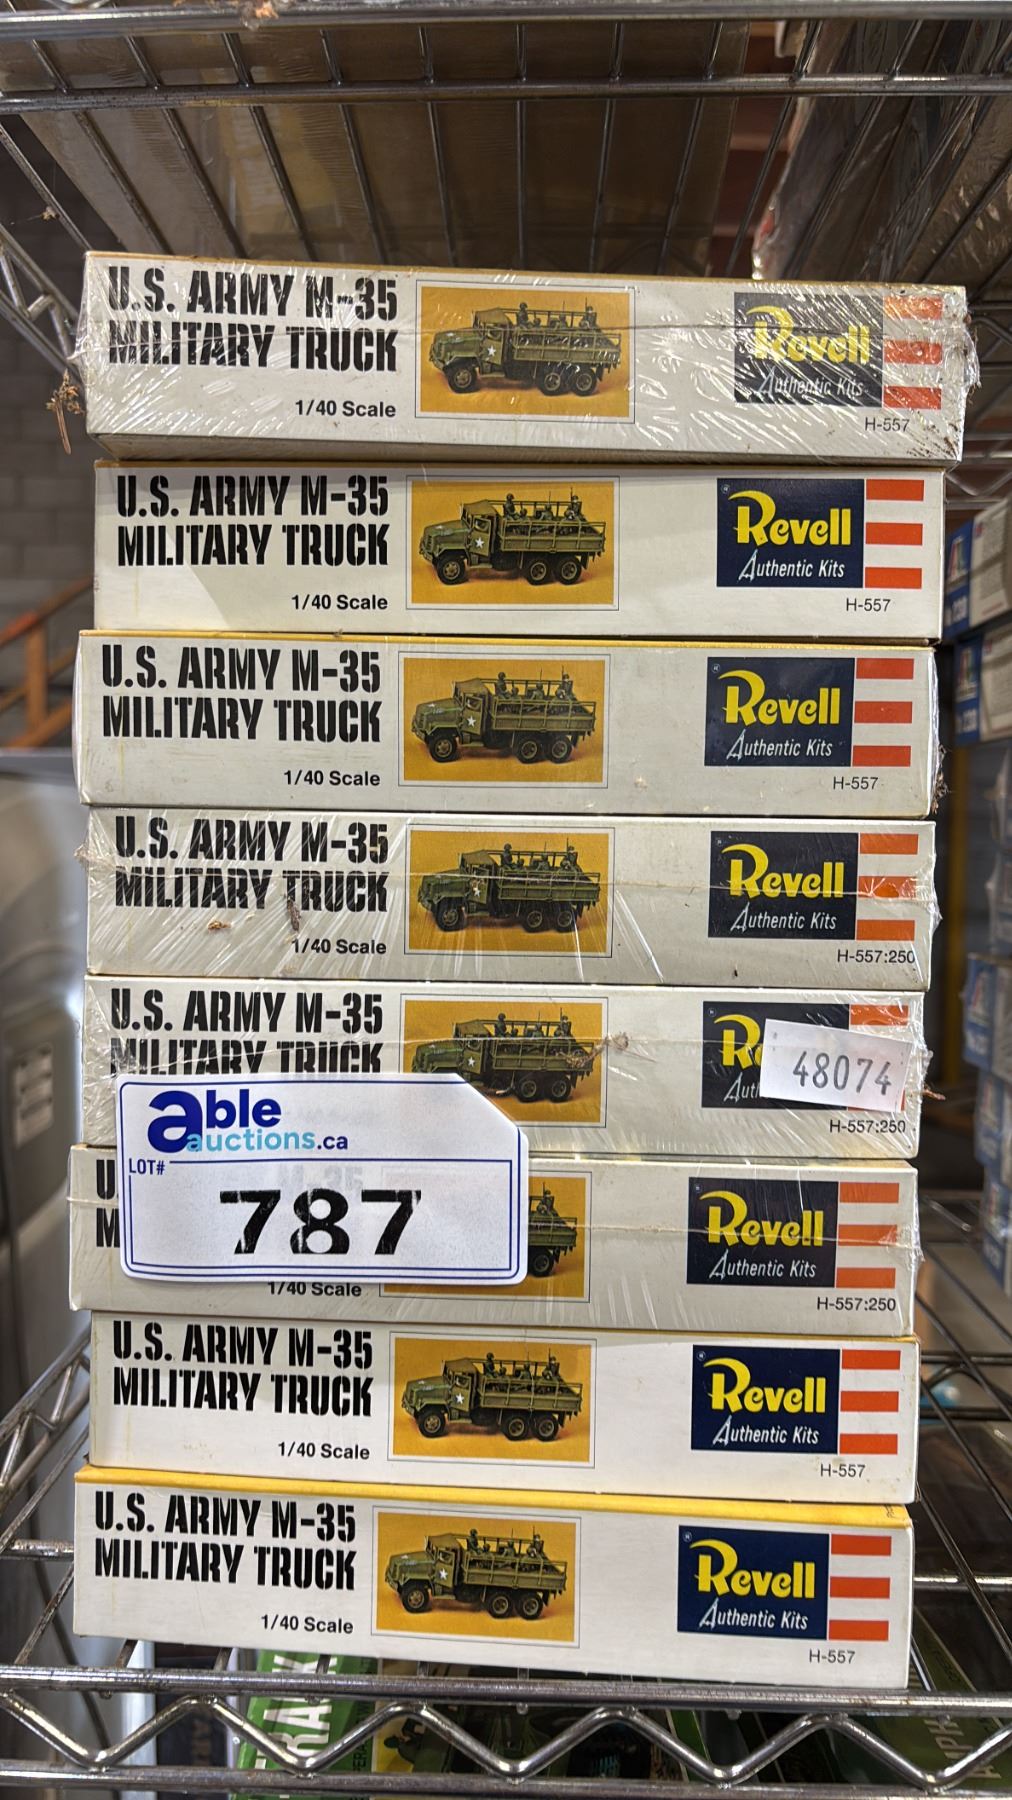 U.S. ARMY M-35
MILITARY TRUCK
1/40 Scale
Revell
Authentic Kits
H-557
U.S. ARMY M-35
MILITARY TRUCK
1/40 Scale
Revell
Authentic Kits
H-557
U.S. ARMY M-35
MILITARY TRUCK
1/40 Scale
Revell
Authentic Kits
H-557
U.S. ARMY M-35
MILITARY TRUCK
1/40 Scale
Revell
Authentic Kits
H-557:250
U.S. ARMY M-35
MILITARY TRUCK
48074
H-557:250
able
auctions.ca
LOT#
787
1/40 Scale
Revell
Authentic Kits
H-557:250
U.S. ARMY M-35
MILITARY TRUCK
1/40 Scale
Revell
Authentic Kits
H-557
U.S. ARMY M-35
MILITARY TRUCK
1/40 Scale
Revell
Authentic Kits
H-557